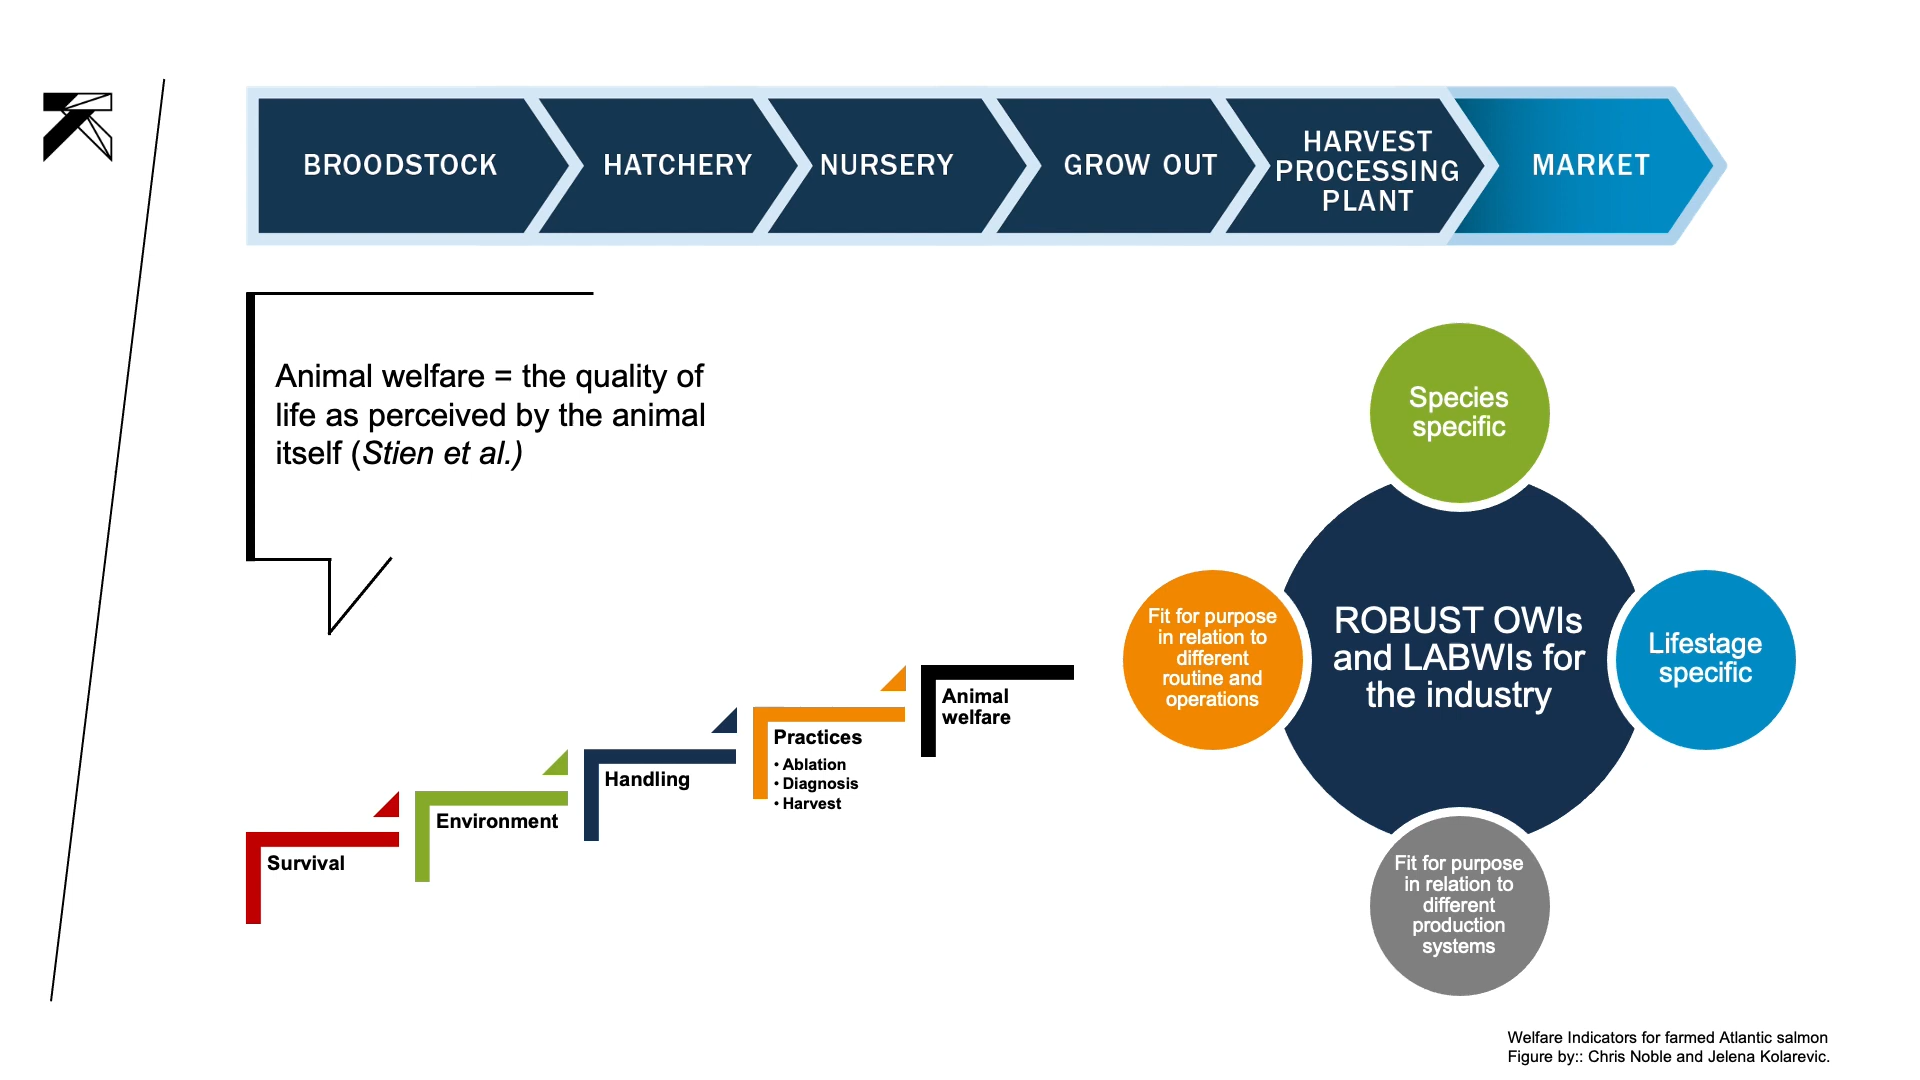 BROODSTOCK
HATCHERY
NURSERY
GROW OUT
HARVEST
PROCESSING
PLANT
MARKET
Animal welfare = the quality of
life as perceived by the animal
itself (Stien et al.)
Survival
Environment
Handling
Practices
• Ablation
• Diagnosis
• Harvest
Animal
welfare
Species
specific
Fit for purpose
in relation to
different
routine and
operations
ROBUST OWIs
and LABWIs for
the industry
Lifestage
specific
Fit for purpose
in relation to
different
production
systems
Welfare Indicators for farmed Atlantic salmon
Figure by:: Chris Noble and Jelena Kolarevic.